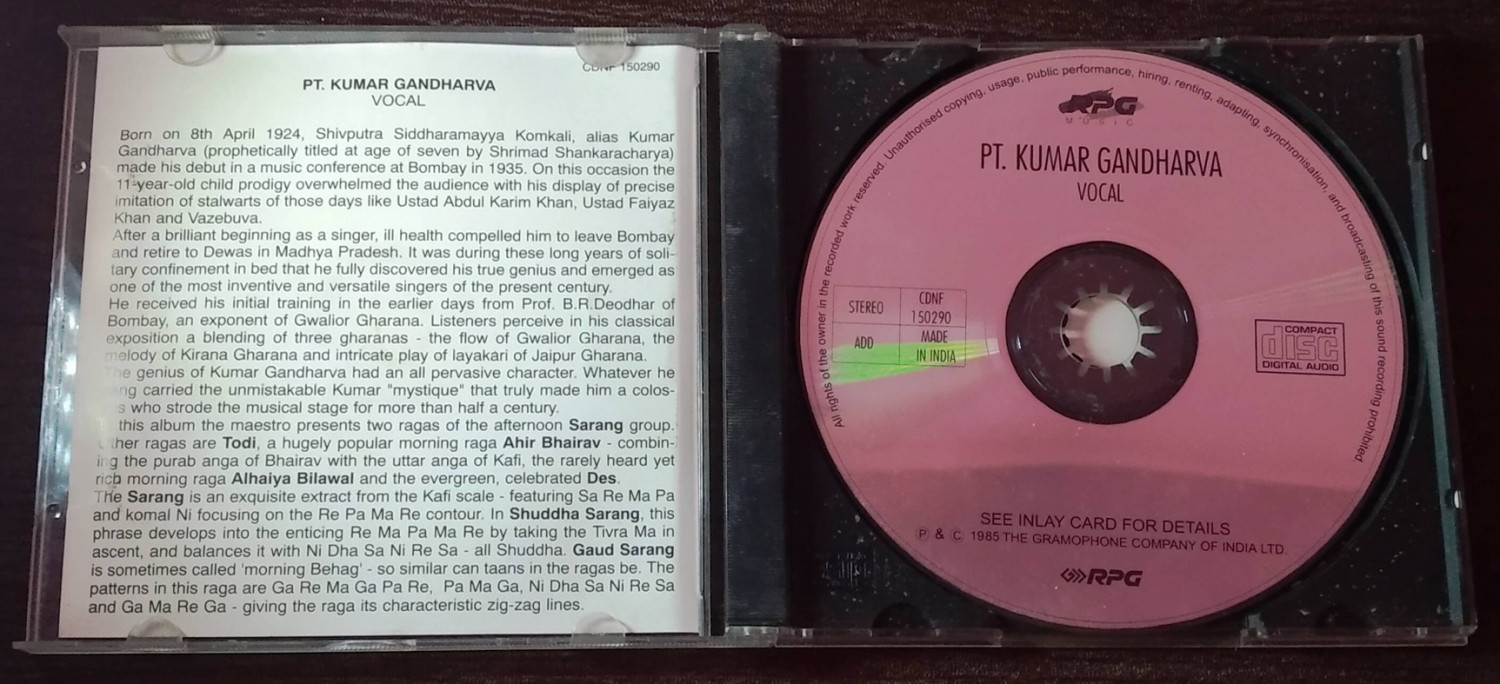 CDNF 150290
PT. KUMAR GANDHARVA
VOCAL
Born on 8th April 1924, Shivputra Siddharamayya Komkali, alias Kumar
Gandharva (prophetically titled at age of seven by Shrimad Shankaracharya)
made his debut in a music conference at Bombay in 1935. On this occasion the
11-year-old child prodigy overwhelmed the audience with his display of precise
imitation of stalwarts of those days like Ustad Abdul Karim Khan, Ustad Faiyaz
Khan and Vazebuva.
After a brilliant beginning as a singer, ill health compelled him to leave Bombay
and retire to Dewas in Madhya Pradesh. It was during these long years of soli-
tary confinement in bed that he fully discovered his true genius and emerged as
one of the most inventive and versatile singers of the present century.
He received his initial training in the earlier days from Prof. B.R.Deodhar of
Bombay, an exponent of Gwalior Gharana. Listeners perceive in his classical
exposition a blending of three gharanas - the flow of Gwalior Gharana, the
melody of Kirana Gharana and intricate play of layakari of Jaipur Gharana.
The genius of Kumar Gandharva had an all pervasive character. Whatever he
carried the unmistakable Kumar "mystique" that truly made him a colos-
s who strode the musical stage for more than half a century.
this album the maestro presents two ragas of the afternoon Sarang group.
Other ragas are Todi, a hugely popular morning raga Ahir Bhairav - combin-
ing the purab anga of Bhairav with the uttar anga of Kafi, the rarely heard yet
rich morning raga Alhaiya Bilawal and the evergreen, celebrated Des.
The Sarang is an exquisite extract from the Kafi scale - featuring Sa Re Ma Pa
and komal Ni focusing on the Re Pa Ma Re contour. In Shuddha Sarang, this
phrase develops into the enticing Re Ma Pa Ma Re by taking the Tivra Ma in
ascent, and balances it with Ni Dha Sa Ni Re Sa - all Shuddha. Gaud Sarang
is sometimes called 'morning Behag' - so similar can taans in the ragas be. The
patterns in this raga are Ga Re Ma Ga Pa Re, Pa Ma Ga, Ni Dha Sa Ni Re Sa
and Ga Ma Re Ga - giving the raga its characteristic zig-zag lines.
All rights of the owner in the recorded work reserved. Unauthorised copying, usage, public performance, hiring, renting, adapting, synchronisation, and broadcasting of this sound recording prohibited
RPG
MUSIC
PT. KUMAR GANDHARVA
VOCAL
STEREO
CDNF
150290
ADD
MADE
IN INDIA
COMPACT
disc
DIGITAL AUDIO
SEE INLAY CARD FOR DETAILS
Ⓟ & © 1985 THE GRAMOPHONE COMPANY OF INDIA LTD.
RPG